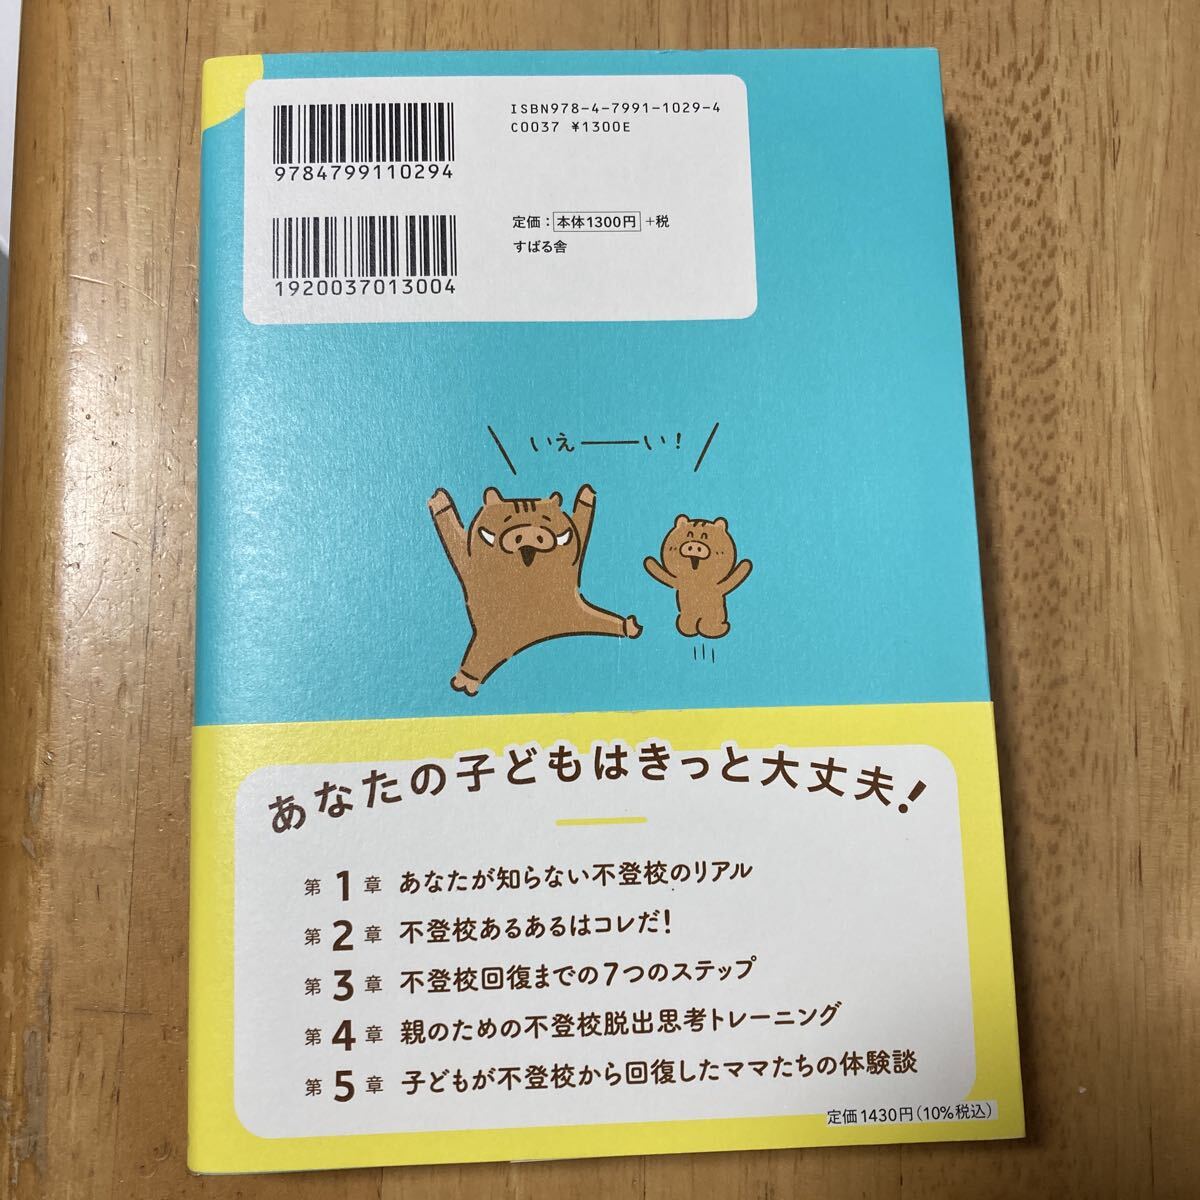 ISBN978-4-7991-1029-4
C0037 ¥1300E
9784799110294
定価：本体1300円＋税
すばる舎
1920037013004
いぇーい！
あなたの子どもはきっと大丈夫！
第1章 あなたが知らない不登校のリアル
第2章 不登校あるあるはコレだ！
第3章 不登校回復までの7つのステップ
第4章 親のための不登校脱出思考トレーニング
第5章 子どもが不登校から回復したママたちの体験談
定価1430円（10%税込）